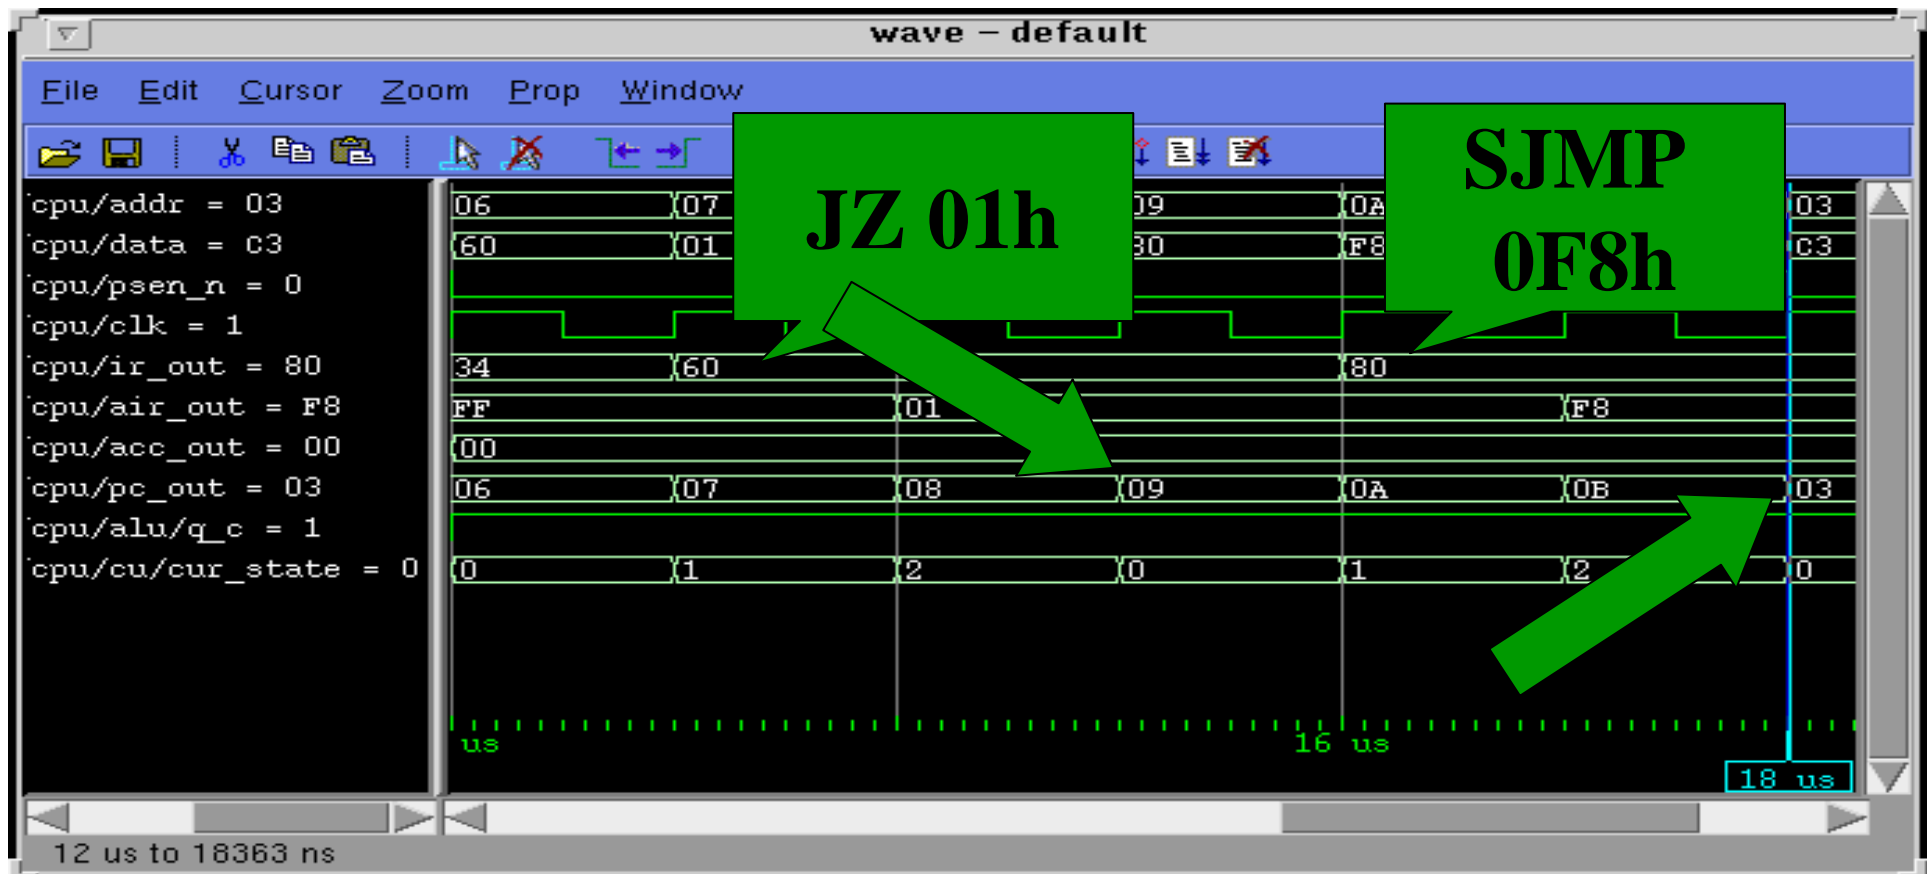 wave – default
File Edit Cursor Zoom Prop Window
JZ 01h
SJMP
0F8h
cpu/addr = 03 06 07 09 0A 03
cpu/data = C3 60 01 80 F8 C3
cpu/psen_n = 0
cpu/clk = 1
cpu/ir_out = 80 34 60 80
cpu/air_out = F8 FF 01 F8
cpu/acc_out = 00 00
cpu/pc_out = 03 06 07 08 09 0A 0B 03
cpu/alu/q_c = 1
cpu/cu/cur_state = 0 0 1 2 0 1 2 0
us 16 us
18 us
12 us to 18363 ns